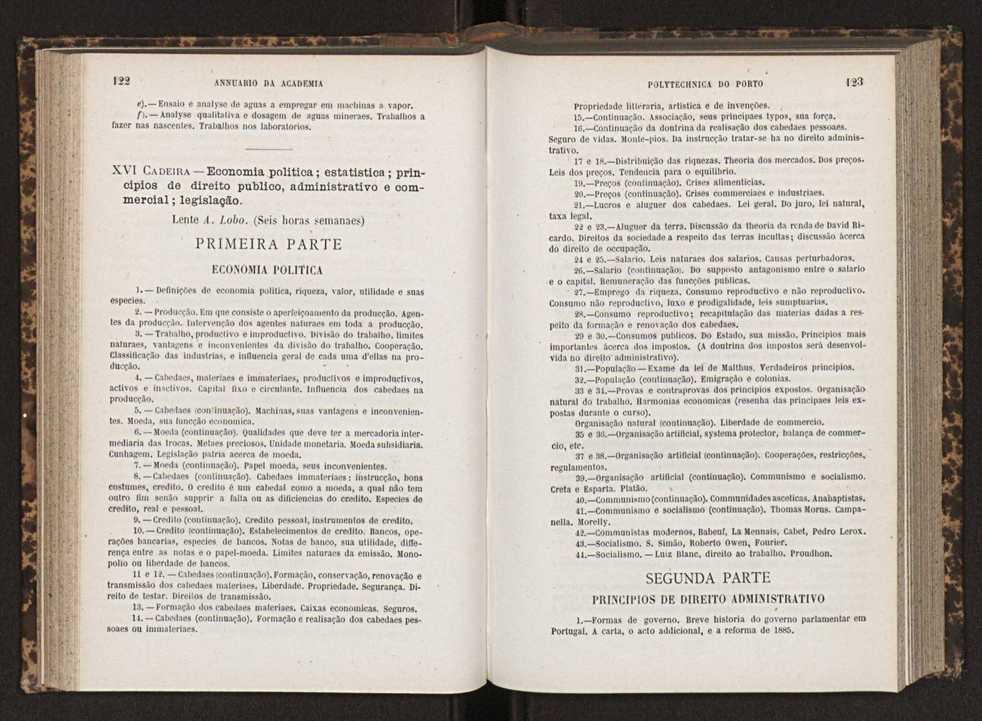 122 ANNUARIO DA ACADEMIA
e).—Ensaio e analyse de aguas a empregar em machinas a vapor.
f).—Analyse qualitativa e dosagem de aguas mineraes. Trabalhos a
fazer nas nascentes. Trabalhos nos laboratorios.
XVI CADEIRA—Economia politica; estatistica; prin-
cipios de direito publico, administrativo e com-
mercial; legislação.
Lente A. Lobo. (Seis horas semanaes)
PRIMEIRA PARTE
ECONOMIA POLITICA
1.—Definições de economia politica, riqueza, valor, utilidade e suas
especies.
2.—Producção. Em que consiste o aperfeiçoamento da producção. Agen-
tes da producção. Intervenção dos agentes naturaes em toda a producção.
3.—Trabalho, productivo e improductivo. Divisão do trabalho, limites
naturaes, vantagens e inconvenientes da divisão do trabalho, Cooperação.
Classificação das industrias, e influencia geral de cada uma d'ellas na pro-
ducção.
4.—Cabedaes, materiaes e immateriaes, productivos e improductivos,
activos e inactivos. Capital fixo e circulante. Influencia dos cabedaes na
producção.
5.—Cabedaes (continuação). Machinas, suas vantagens e inconvenien-
tes. Moeda, sua funcção economica.
6.—Moeda (continuação). Qualidades que deve ter a mercadoria inter-
mediaria das trocas. Metaes preciosos. Unidade monetaria. Moeda subsidiaria.
Cunhagem. Legislação patria acerca de moeda.
7.—Moeda (continuação). Papel moeda, seus inconvenientes.
8.—Cabedaes (continuação). Cabedaes immateriaes: instrucção, bons
costumes, credito. O credito é um cabedal como a moeda, a qual não tem
outro fim senão supprir a falta ou as dificiencias do credito. Especies de
credito, real e pessoal.
9.—Credito (continuação). Credito pessoal, instrumentos de credito.
10.—Credito (continuação). Estabelecimentos de credito. Bancos, ope-
rações bancarias, especies de bancos. Notas de banco, sua utilidade, diffe-
rença entre as notas e o papel-moeda. Limites naturaes da emissão. Mono-
polio ou liberdade de bancos.
11 e 12.—Cabedaes (continuação). Formação, conservação, renovação e
transmissão dos cabedaes materiaes. Liberdade. Propriedade. Segurança. Di-
reito de testar. Direitos de transmissão.
13.—Formação dos cabedaes materiaes. Caixas economicas. Seguros.
14.—Cabedaes (continuação). Formação e realisação dos cabedaes pes-
soaes ou immateriaes.
POLYTECHNICA DO PORTO 123
Propriedade litteraria, artistica e de invenções.
15.—Continuação. Associação, seus principaes typos, sua força.
16.—Continuação da doutrina da realisação dos cabedaes pessoaes.
Seguro de vidas. Monte-pios. Da instrucção tratar-se ha no direito adminis-
trativo.
17 e 18.—Distribuição das riquezas. Theoria dos mercados. Dos preços.
Leis dos preços. Tendencia para o equilibrio.
19.—Preços (continuação). Crises alimenticias.
20.—Preços (continuação). Crises commerciaes e industriaes.
21.—Lucros e aluguer dos cabedaes. Lei geral. Do juro, lei natural,
taxa legal.
22 e 23.—Aluguer da terra. Discussão da theoria da renda de David Ri-
cardo. Direitos da sociedade a respeito das terras incultas; discussão ácerca
do direito de occupação.
24 e 25.—Salario. Leis naturaes dos salarios. Causas perturbadoras.
26.—Salario (continuação). Do supposto antagonismo entre o salario
e o capital. Remuneração das funcções publicas.
27.—Emprego da riqueza. Consumo reproductivo e não reproductivo.
Consumo não reproductivo, luxo e prodigalidade, leis sumptuarias.
28.—Consumo reproductivo; recapitulação das materias dadas a res-
peito da formação e renovação dos cabedaes.
29 e 30.—Consumos publicos. Do Estado, sua missão. Principios mais
importantes ácerca dos impostos. (A doutrina dos impostos será desenvol-
vida no direito administrativo).
31.—População—Exame da lei de Malthus. Verdadeiros principios.
32.—População (continuação). Emigração e colonias.
33 e 34.—Provas e contraprovas dos principios expostos. Organisação
natural do trabalho. Harmonias economicas (resenha das principaes leis ex-
postas durante o curso).
Organisação natural (continuação). Liberdade de commercio.
35 e 36.—Organisação artificial, systema protector, balança de commer-
cio, etc.
37 e 38.—Organisação artificial (continuação). Cooperações, restricções,
regulamentos.
39.—Organisação artificial (continuação). Communismo e socialismo.
Creta e Esparta. Platão.
40.—Communismo (continuação). Communidades asceticas. Anabaptistas.
41.—Communismo e socialismo (continuação). Thomas Morus. Campa-
nella. Morelly.
42.—Communistas modernos, Babeuf, La Mennais, Cabet, Pedro Lerox.
43.—Socialismo. S. Simão, Roberto Owen, Fourier.
44.—Socialismo.—Luiz Blanc, direito ao trabalho. Proudhon.
SEGUNDA PARTE
PRINCIPIOS DE DIREITO ADMINISTRATIVO
1.—Formas de governo. Breve historia do governo parlamentar em
Portugal. A carta, o acto addicional, e a reforma de 1885.